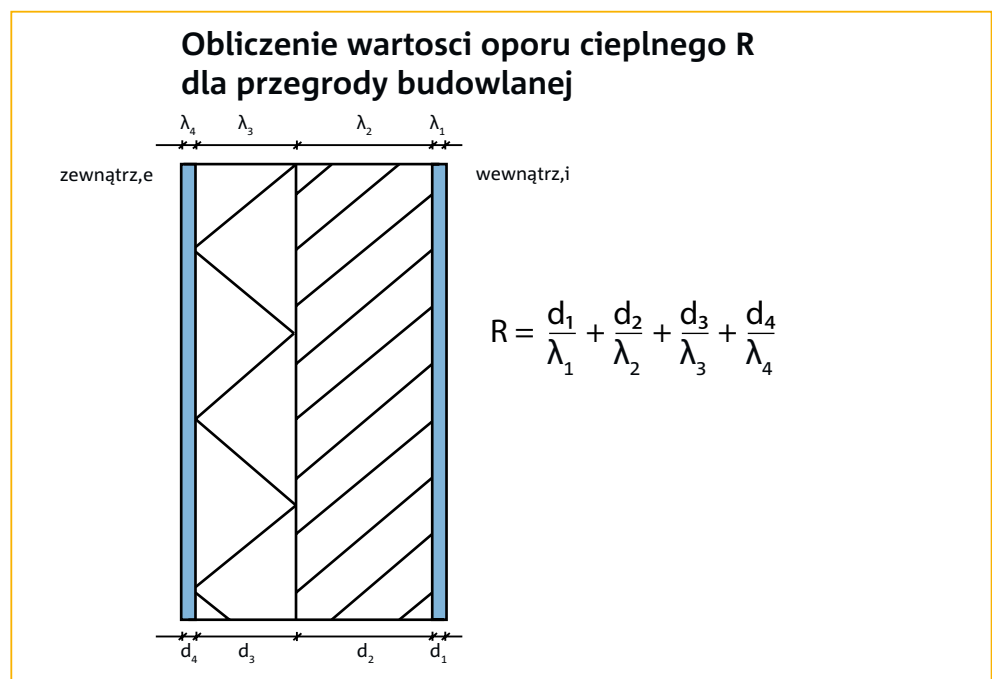 Obliczenie wartosci oporu cieplnego R
dla przegrody budowlanej
λ₄ λ₃ λ₂ λ₁
zewnątrz,e
wewnątrz,i
R = d₁/λ₁ + d₂/λ₂ + d₃/λ₃ + d₄/λ₄
d₄ d₃ d₂ d₁